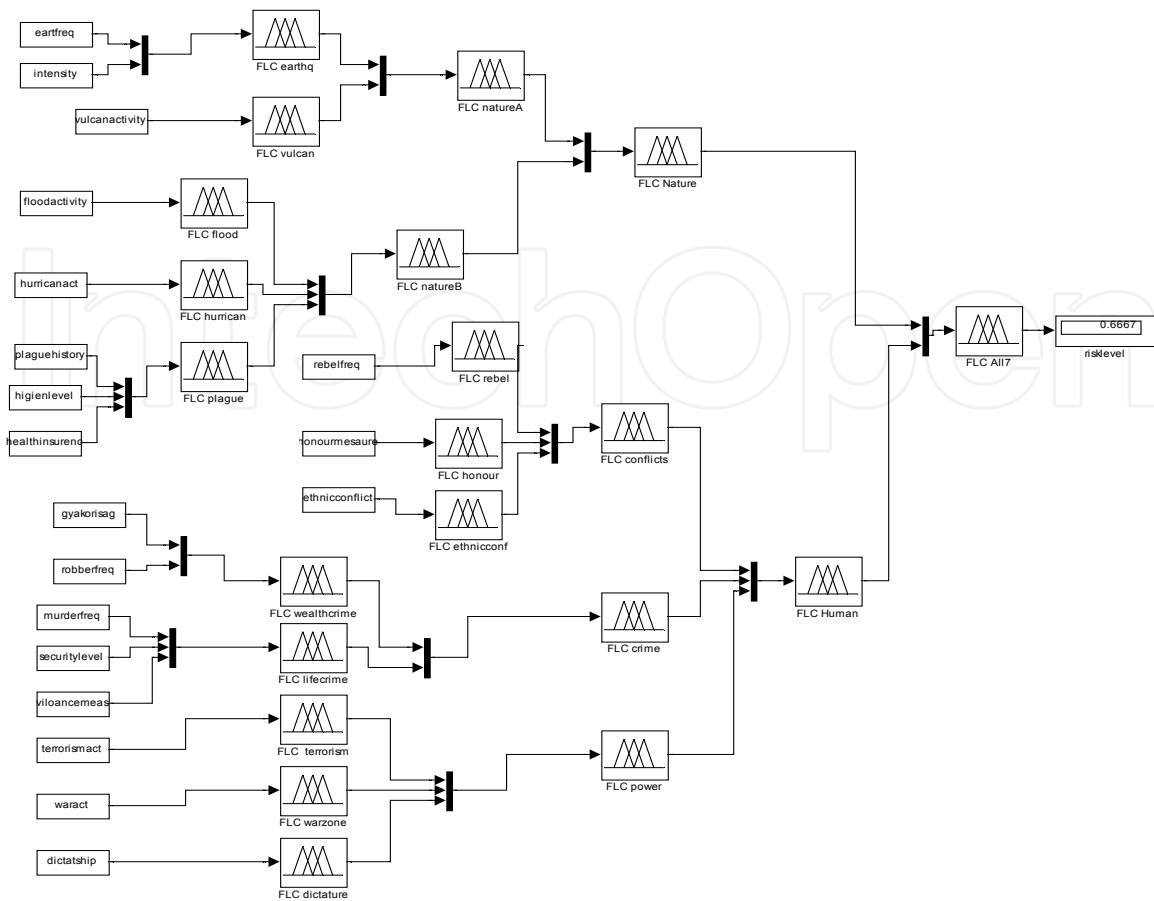 eartfreq
intensity
FLC earthq
vulcanactivity
FLC vulcan
FLC natureA
FLC Nature
floodactivity
FLC flood
hurricanact
FLC hurrican
FLC natureB
plaguehistory
higienlevel
healthinsurenc
FLC plague
rebelfreq
FLC rebel
onourmesaure
FLC honour
ethnicconflict
FLC ethnicconf
FLC conflicts
FLC All7
0.6667
risklevel
gyakorisag
robberfreq
FLC wealthcrime
murderfreq
securitylevel
viloancemeas
FLC lifecrime
FLC crime
FLC Human
terrorismact
FLC terrorism
waract
FLC warzone
FLC power
dictatship
FLC dictature
IntechOpen